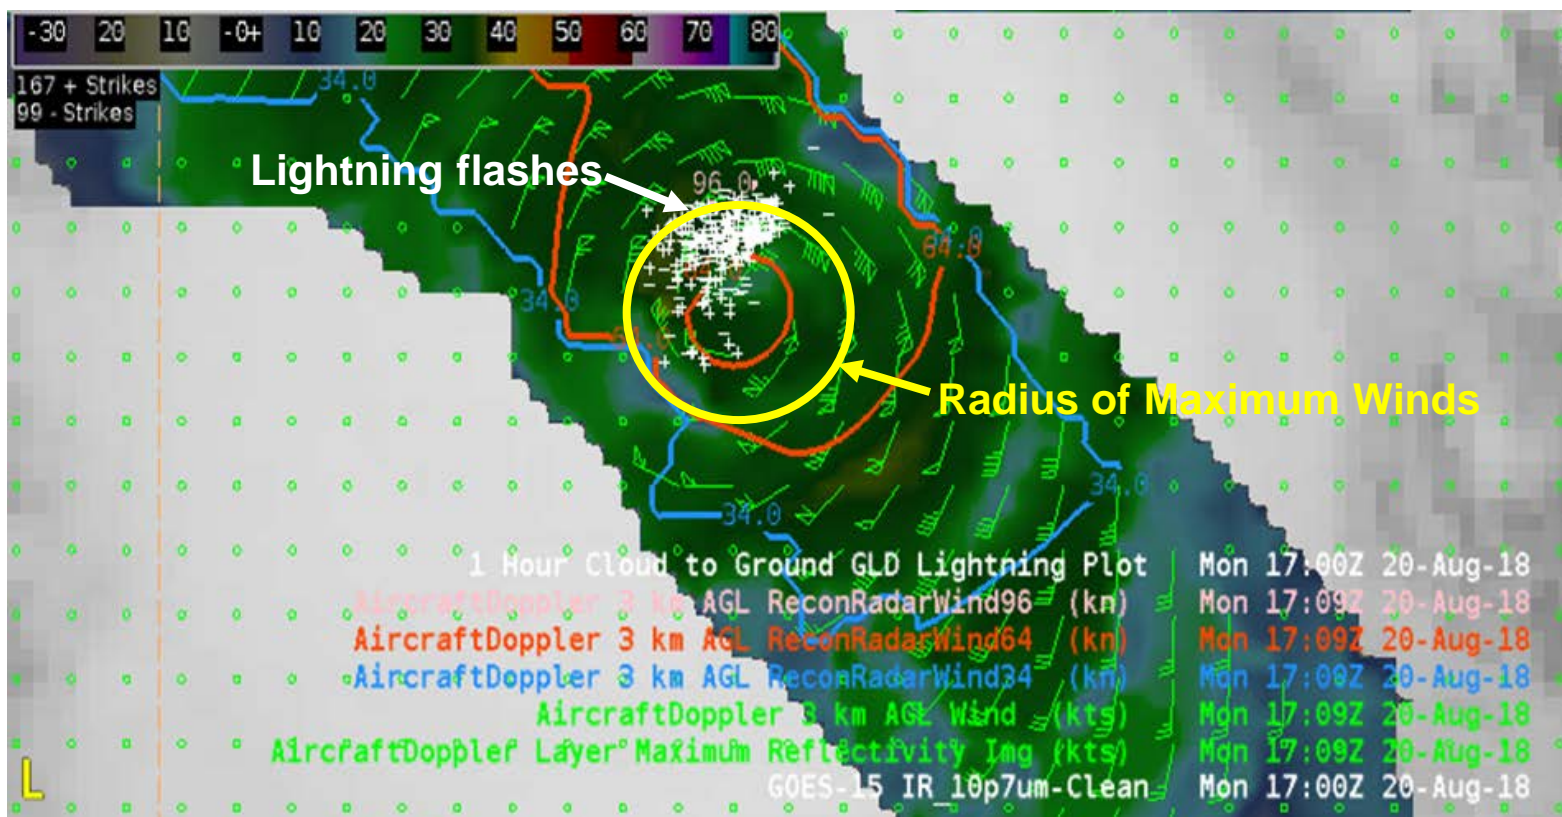 -30 20 10 -0+ 10 20 30 40 50 60 70 80
167 + Strikes
99 - Strikes
34.0
Lightning flashes
96.0
34.0
64.0
34.0
64.0
Radius of Maximum Winds
34.0
34.0
1 Hour Cloud to Ground GLD Lightning Plot Mon 17:00Z 20-Aug-18
AircraftDoppler 3 km AGL ReconRadarWind96 (kn) Mon 17:09Z 20-Aug-18
AircraftDoppler 3 km AGL ReconRadarWind64 (kn) Mon 17:09Z 20-Aug-18
AircraftDoppler 3 km AGL ReconRadarWind34 (kn) Mon 17:09Z 20-Aug-18
AircraftDoppler 3 km AGL Wind (kts) Mon 17:09Z 20-Aug-18
AircraftDoppler Layer Maximum Reflectivity Img (kts) Mon 17:09Z 20-Aug-18
L
GOES-15 IR_10p7um-Clean Mon 17:00Z 20-Aug-18